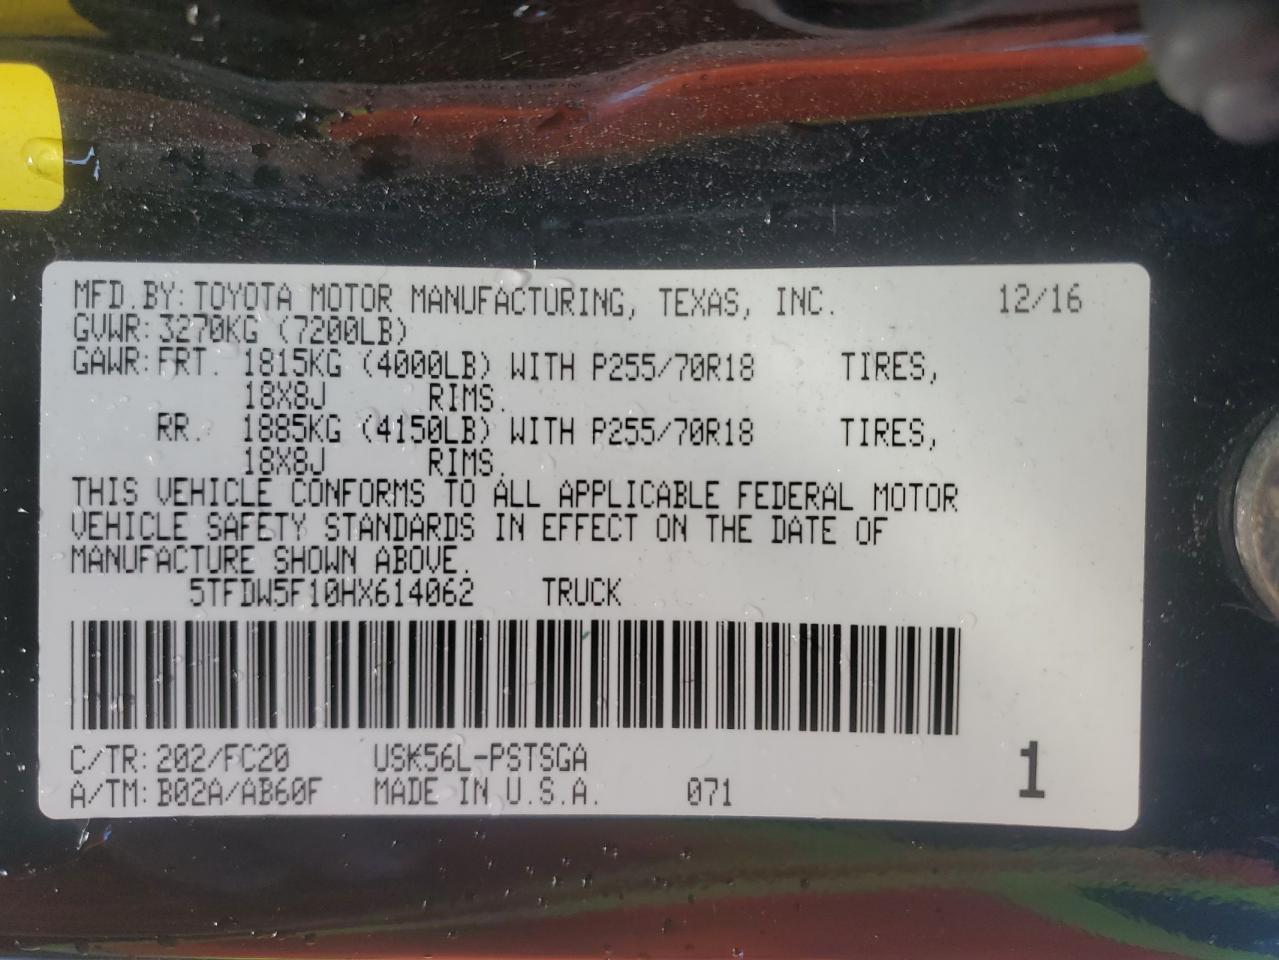 MFD.BY:TOYOTA MOTOR MANUFACTURING, TEXAS, INC. 12/16
GVWR:3270KG (7200LB)
GAWR:FRT. 1815KG (4000LB) WITH P255/70R18 TIRES,
18X8J RIMS.
RR. 1885KG (4150LB) WITH P255/70R18 TIRES,
18X8J RIMS.
THIS VEHICLE CONFORMS TO ALL APPLICABLE FEDERAL MOTOR
VEHICLE SAFETY STANDARDS IN EFFECT ON THE DATE OF
MANUFACTURE SHOWN ABOVE.
5TFDW5F10HX614062 TRUCK
C/TR:202/FC20 USK56L-PSTSGA
A/TM:B02A/AB60F MADE IN U.S.A. 071
1